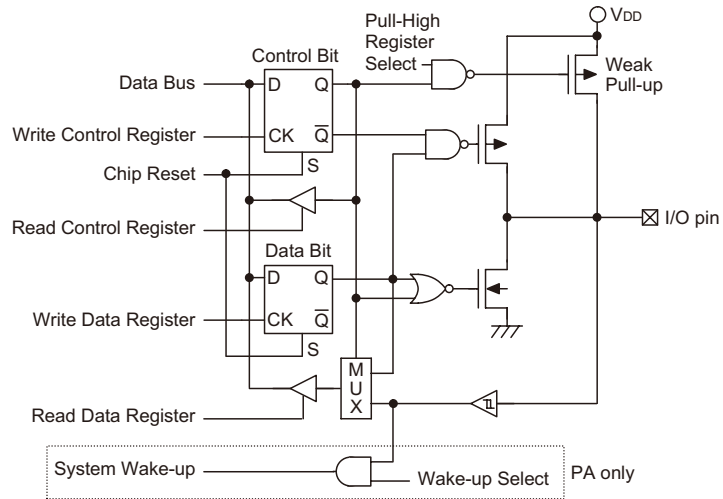 VDD
Pull-High
Register
Select
Control Bit
Weak
Pull-up
Data Bus
D
Q
Write Control Register
CK
Q
S
Chip Reset
I/O pin
Read Control Register
Data Bit
D
Q
Write Data Register
CK
Q
S
M
U
X
Read Data Register
System Wake-up
Wake-up Select
PA only